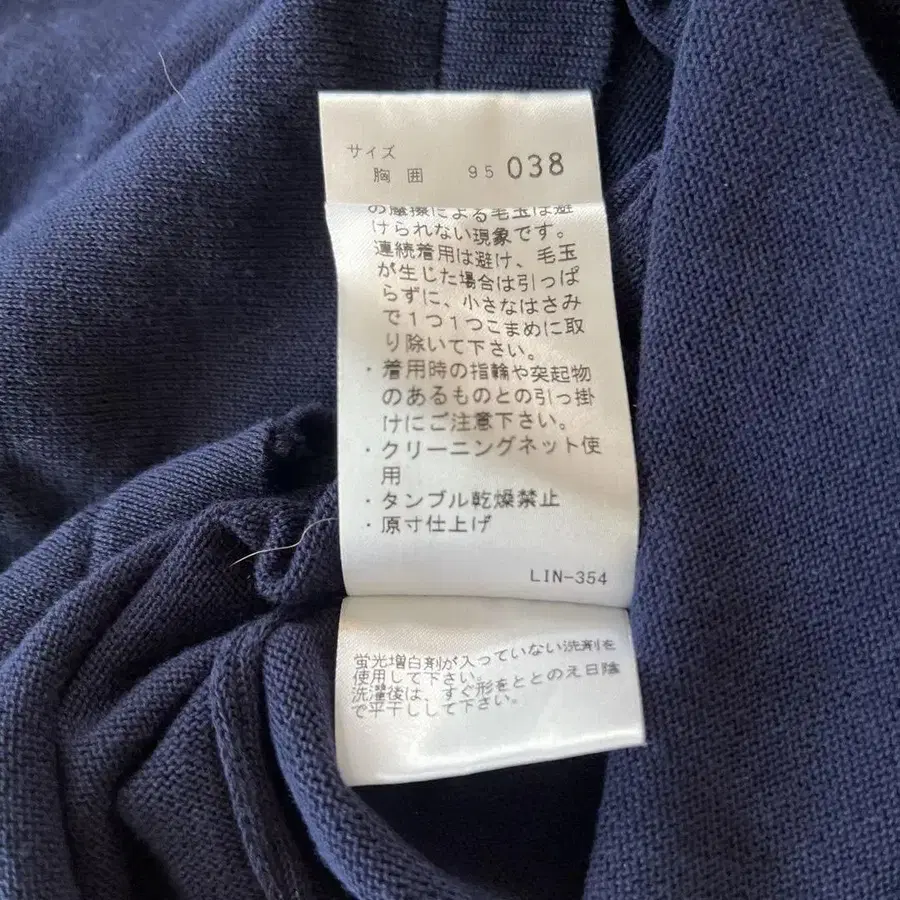 サイズ
胸囲 95 038
の摩擦による毛玉は避
けられない現象です。
連続着用は避け、毛玉
が生じた場合は引っぱ
らずに、小さなはさみ
で1つ1つこまめに取
り除いて下さい。
・着用時の指輪や突起物
のあるものとの引っ掛
けにご注意下さい。
・クリーニングネット使
用
・タンブル乾燥禁止
・原寸仕上げ
LIN-354
蛍光増白剤が入っていない洗剤を
使用して下さい。
洗濯後は、すぐ形をととのえ日陰
で平干しして下さい。